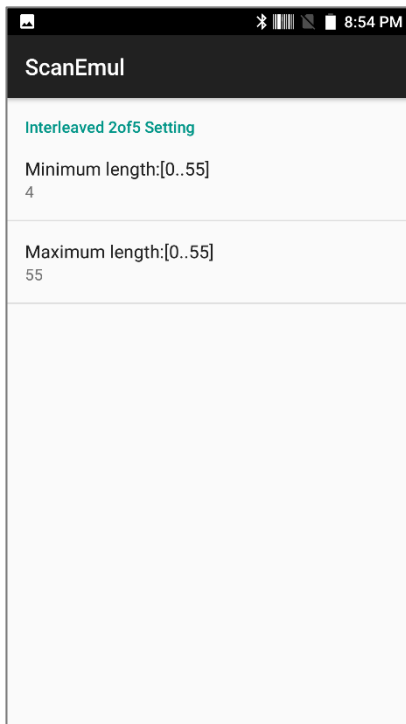 8:54 PM
ScanEmul
Interleaved 2of5 Setting
Minimum length:[0..55]
4
Maximum length:[0..55]
55